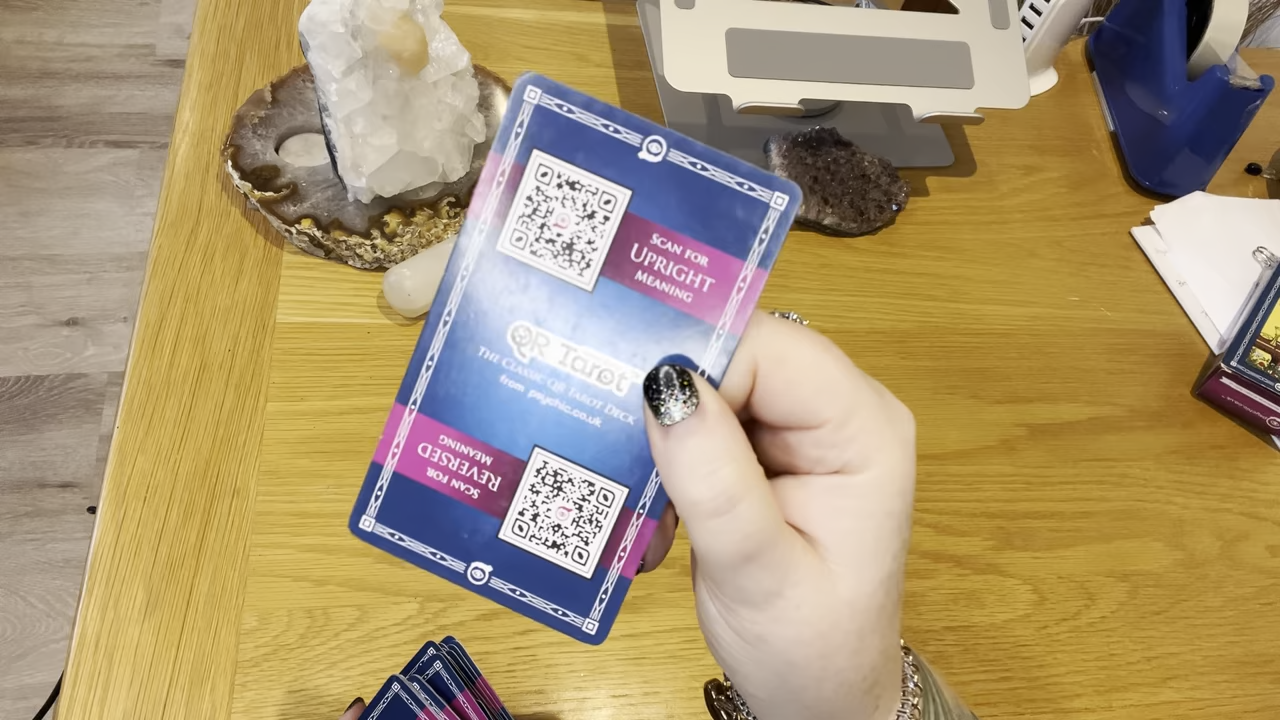 SCAN FOR
UPRIGHT
MEANING
QR Tarot
THE CLASSIC QR TAROT DECK
from psychic.co.uk
SCAN FOR
REVERSED
MEANING